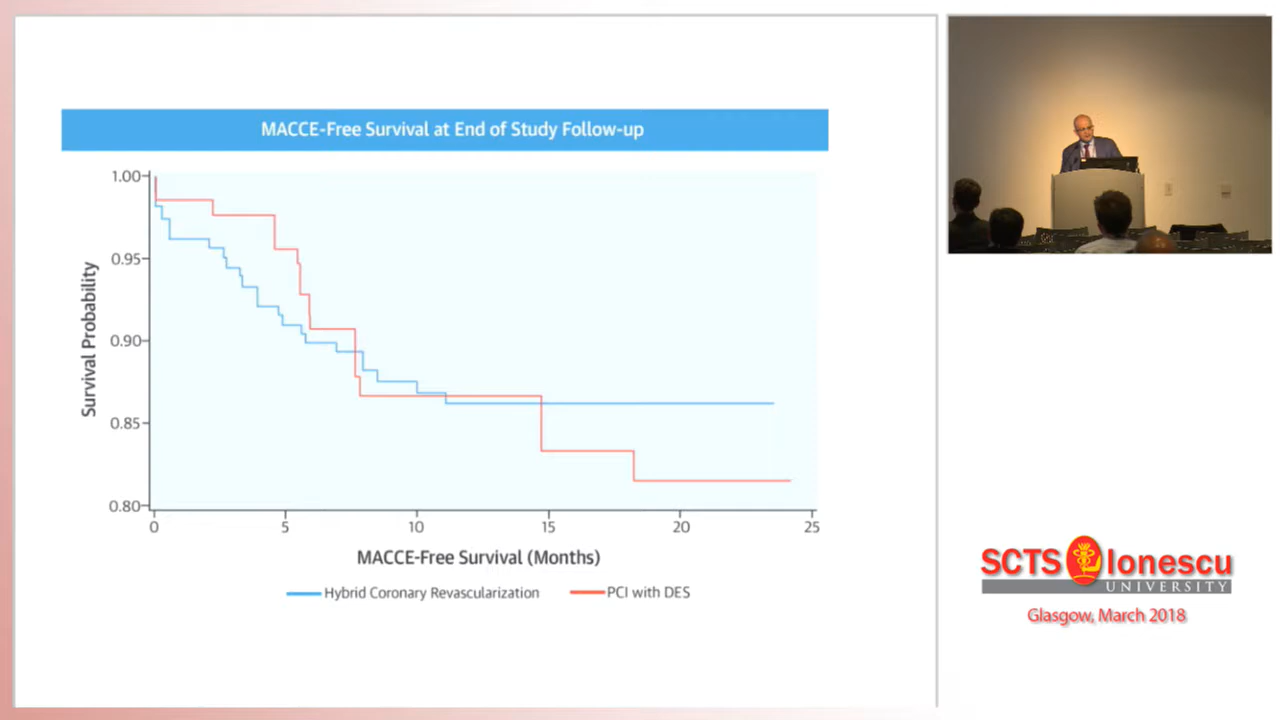 MACCE-Free Survival at End of Study Follow-up
1.00
0.95
0.90
0.85
0.80
Survival Probability
0 5 10 15 20 25
MACCE-Free Survival (Months)
Hybrid Coronary Revascularization PCI with DES
SCTS Ionescu
UNIVERSITY
Glasgow, March 2018